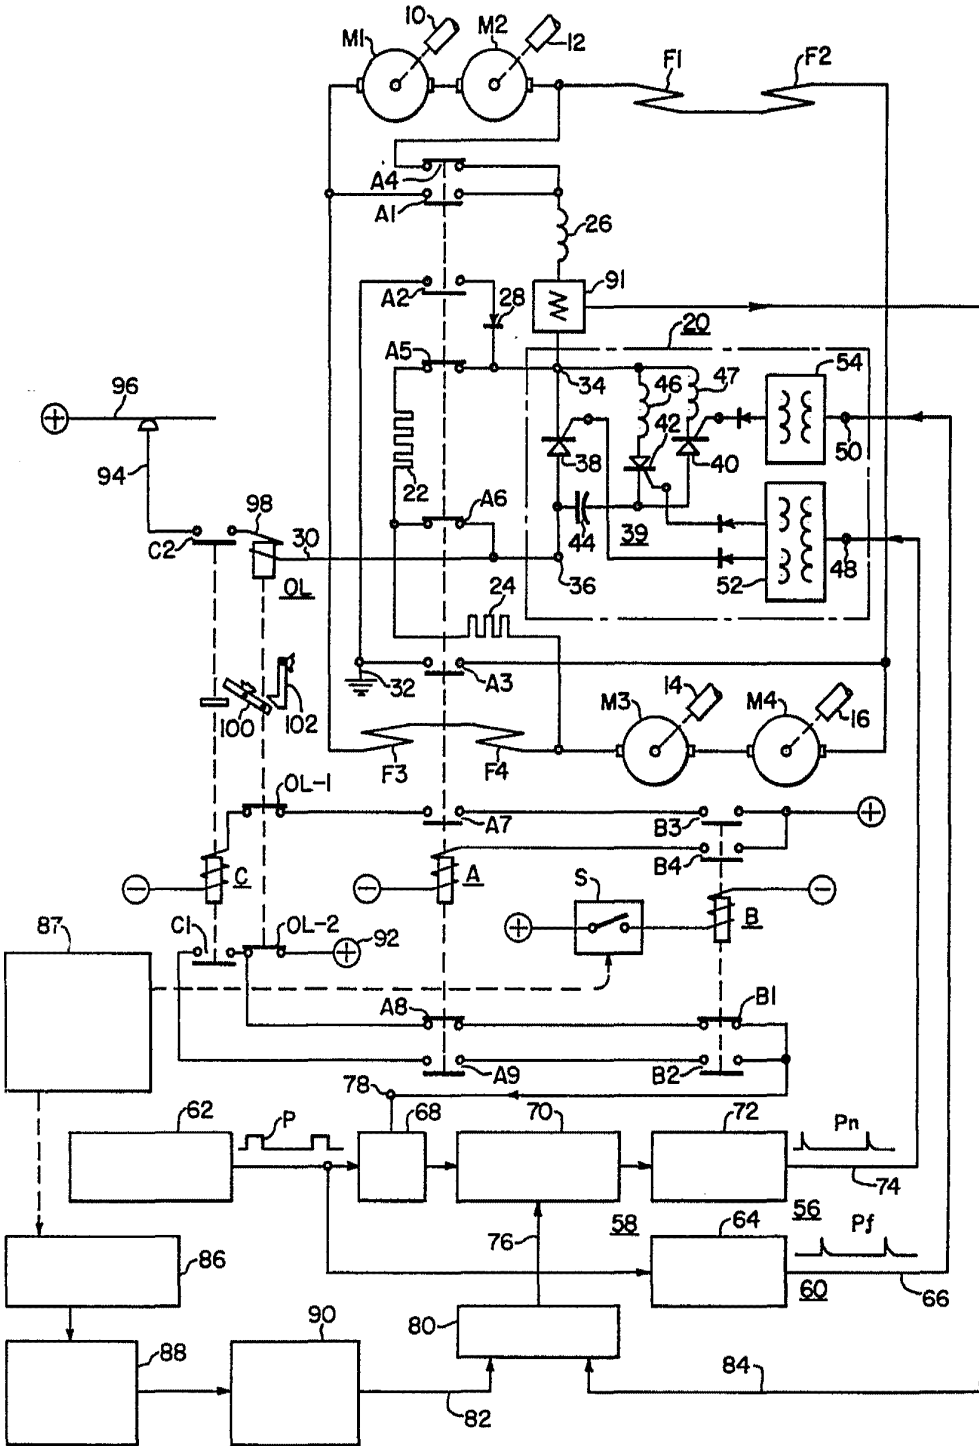 10 M2
M1 12 F1 F2
A4
A1 26
A2 28 91
A5 34 20 47 54
46
96 42
38 40 50
94
22 A6
98 44 39
C2 30 52 48
OL 36
24
32 A3 14
100 102 M3 M4 16
F3 F4
OL-1
A7 B3
B4
C A S
B
C1 OL-2
87 92
A8 B1
A9 B2
78
62 P 68 70 72 Pn
74
76 58 64 56 Pf
86 60
66
80
90
88 82 84